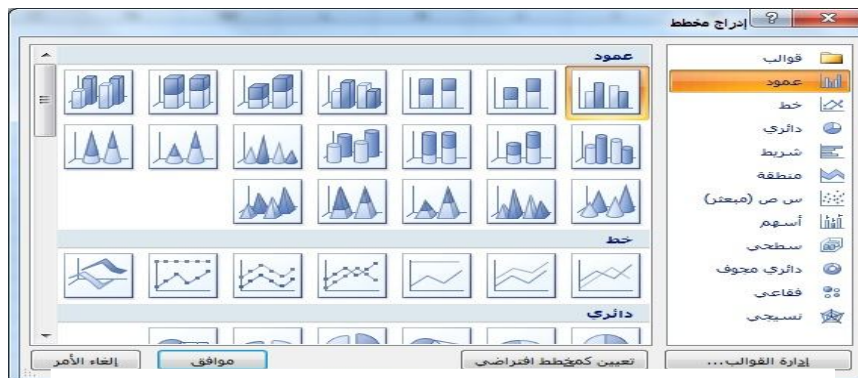 إدراج مخطط
قوالب
عمود
خط
دائري
شريط
منطقة
س ص (مبعثر)
أسهم
سطحي
دائري مجوف
فقاعي
نسيجي
عمود
خط
دائري
إدارة القوالب...
تعيين كمخطط افتراضي
موافق
إلغاء الأمر